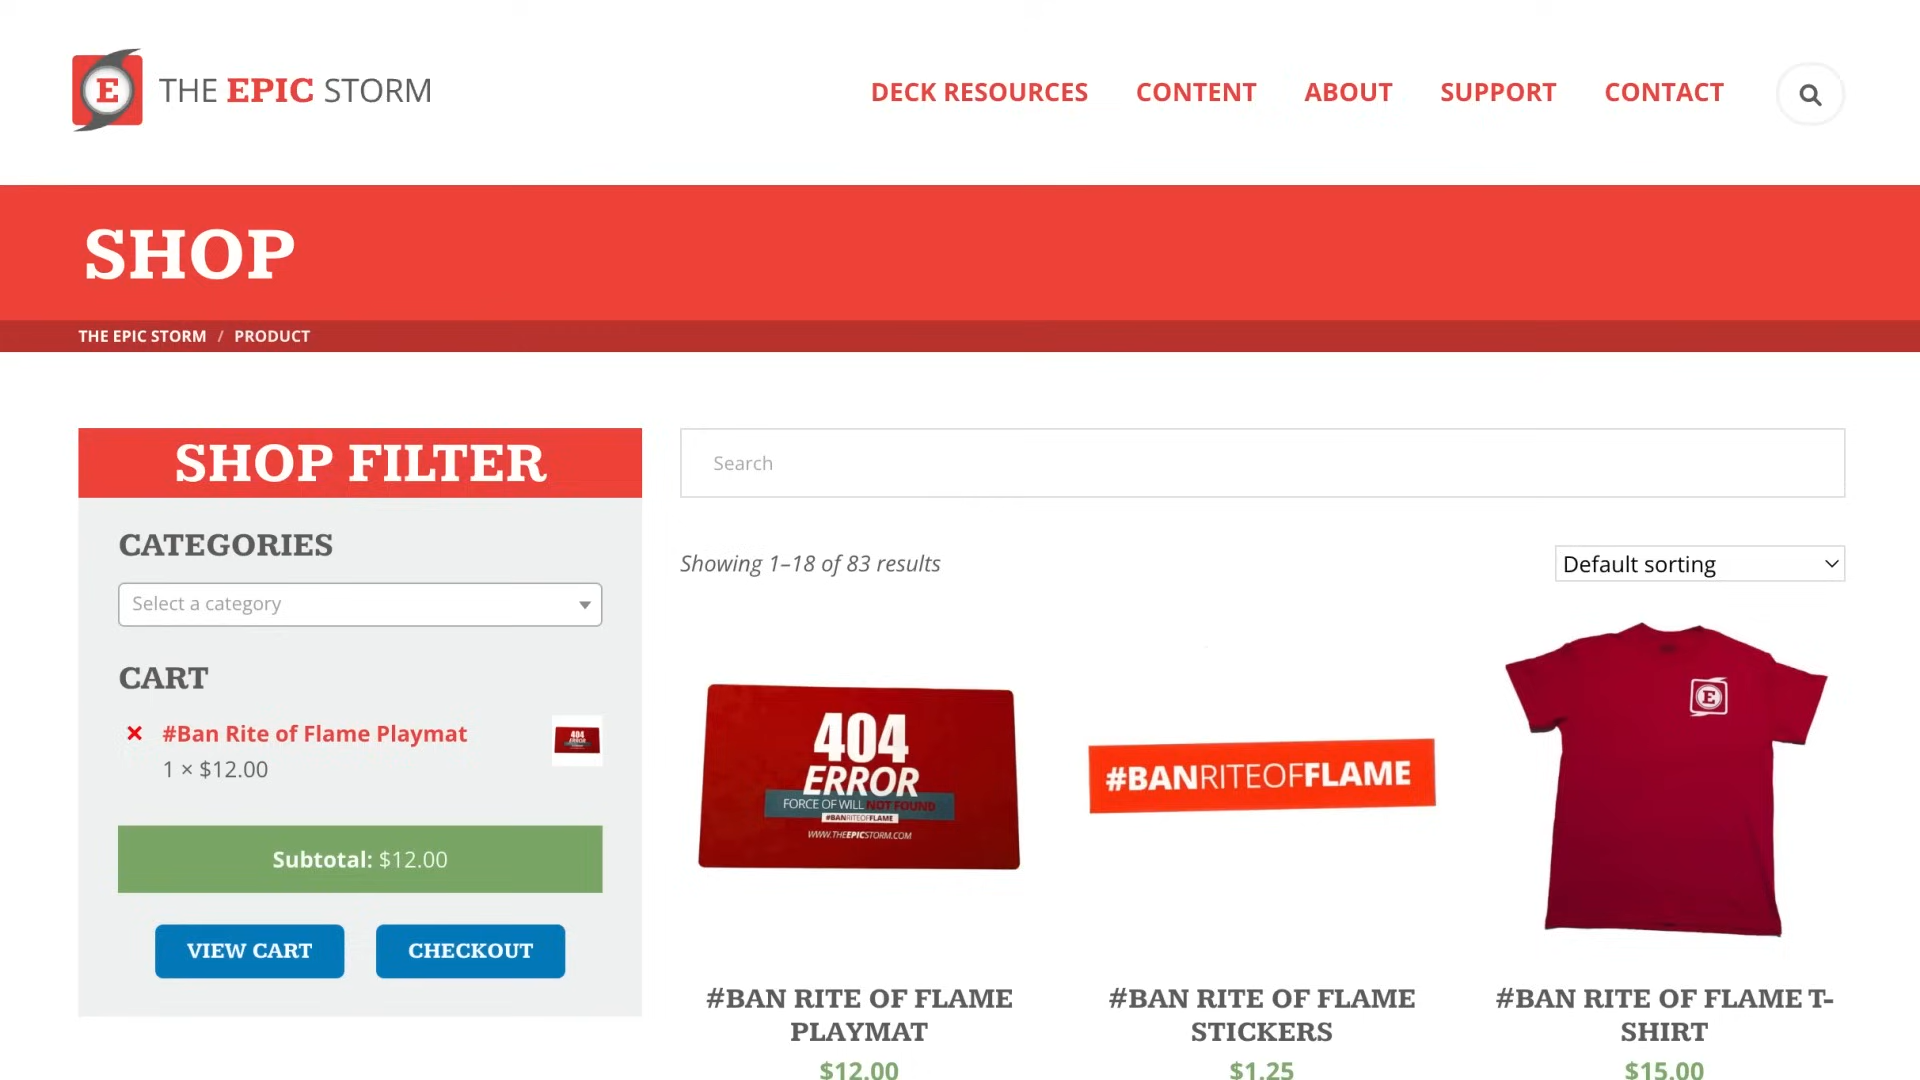 E THE EPIC STORM
DECK RESOURCES CONTENT ABOUT SUPPORT CONTACT
SHOP
THE EPIC STORM / PRODUCT
SHOP FILTER
CATEGORIES
Select a category
CART
#Ban Rite of Flame Playmat
1 × $12.00
404
ERROR
Subtotal: $12.00
VIEW CART CHECKOUT
Search
Showing 1–18 of 83 results
Default sorting
404
ERROR
FORCE OF WILL NOT FOUND
#BANRITEOFFLAME
WWW.THEEPICSTORM.COM
#BAN RITE OF FLAME
PLAYMAT
$12.00
#BANRITEOFFLAME
#BAN RITE OF FLAME
STICKERS
$1.25
E
#BAN RITE OF FLAME T-
SHIRT
$15.00